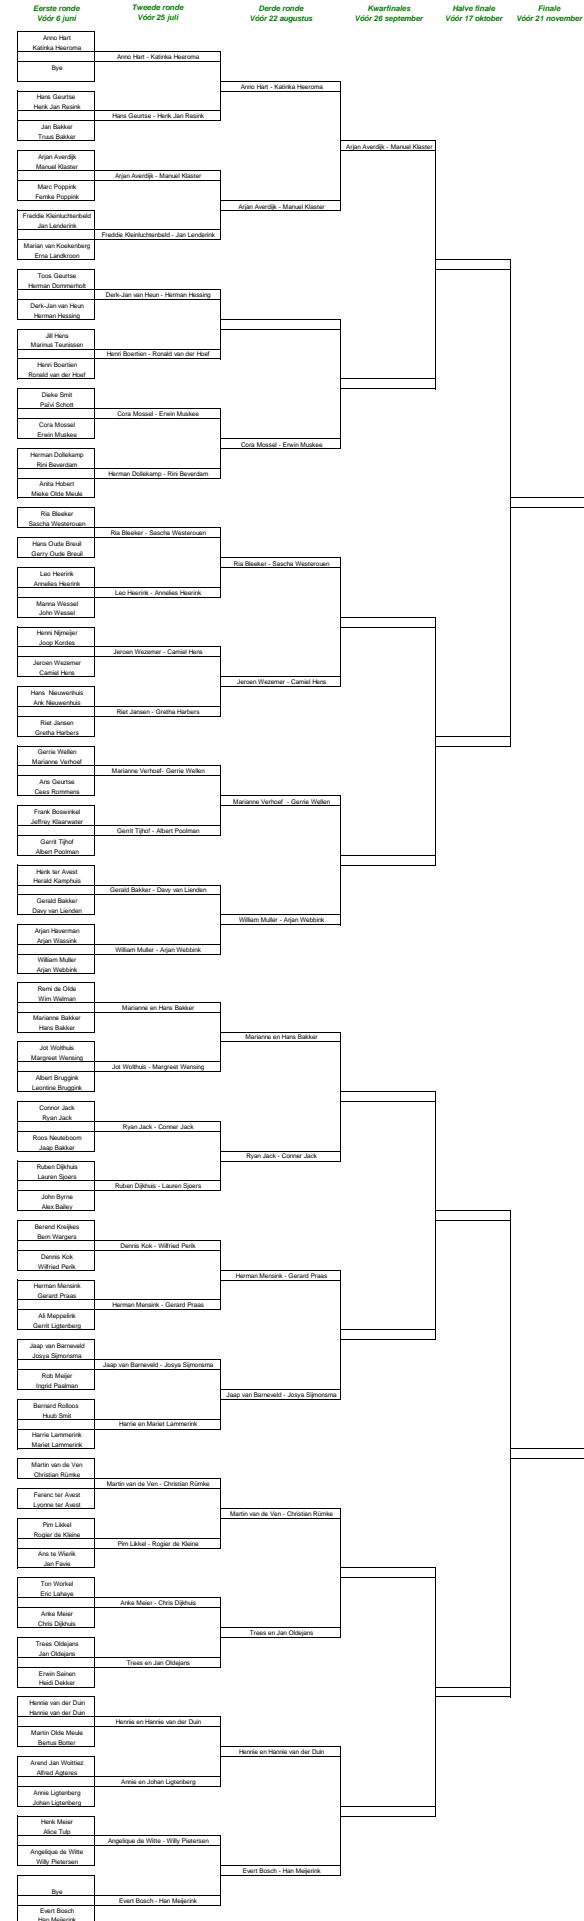 Eerste ronde
Vóór 6 juni
Tweede ronde
Vóór 25 juli
Derde ronde
Vóór 22 augustus
Kwarfinales
Vóór 26 september
Halve finale
Vóór 17 oktober
Finale
Vóór 21 november
Anno Hart
Katinka Heeroma
Bye
Hans Geurtse
Henk Jan Resink
Jan Bakker
Truus Bakker
Arjan Averdijk
Manuel Klaster
Marc Poppink
Femke Poppink
Freddie Kleinluchtenbeld
Jan Lenderink
Marian van Koekenberg
Erna Landkroon
Toos Geurtse
Herman Dommerholt
Derk-Jan van Heun
Herman Hessing
Jill Hens
Marinus Teunissen
Henri Boertien
Ronald van der Hoef
Dieke Smit
Païvi Schott
Cora Mossel
Erwin Muskee
Herman Dollekamp
Rini Beverdam
Anita Hobert
Mieke Olde Meule
Ria Bleeker
Sascha Westerouen
Hans Oude Breuil
Gerry Oude Breuil
Leo Heerink
Annelies Heerink
Manna Wessel
John Wessel
Henni Nijmeijer
Joop Kordes
Jeroen Wezemer
Camiel Hens
Hans Nieuwenhuis
Ank Nieuwenhuis
Riet Jansen
Gretha Harbers
Gerrie Wellen
Marianne Verhoef
Ans Geurtse
Cees Rommens
Frank Boswinkel
Jeffrey Klaarwater
Gerrit Tijhof
Albert Poolman
Henk ter Avest
Herald Kamphuis
Gerald Bakker
Davy van Lienden
Arjan Haverman
Arjan Wassink
William Muller
Arjan Webbink
Remi de Olde
Wim Welman
Marianne Bakker
Hans Bakker
Jot Wolthuis
Margreet Wensing
Albert Bruggink
Leontine Bruggink
Connor Jack
Ryan Jack
Roos Neuteboom
Jaap Bakker
Ruben Dijkhuis
Lauren Sjoers
John Byrne
Alex Bailey
Berend Kreijkes
Bern Wargers
Dennis Kok
Wilfried Perik
Herman Mensink
Gerard Praas
Ali Meppelink
Gerrit Ligtenberg
Jaap van Barneveld
Josya Sijmonsma
Rob Meijer
Ingrid Paalman
Bernard Rolloos
Huub Smit
Harrie Lammerink
Mariet Lammerink
Martin van de Ven
Christian Rümke
Ferenc ter Avest
Lyonne ter Avest
Pim Likkel
Rogier de Kleine
Ans te Wierik
Jan Favie
Ton Workel
Eric Lahaye
Anke Meier
Chris Dijkhuis
Trees Oldejans
Jan Oldejans
Erwin Seinen
Heidi Dekker
Hennie van der Duin
Hannie van der Duin
Martin Olde Meule
Bertus Botter
Arend Jan Woittiez
Alfred Agteres
Annie Ligtenberg
Johan Ligtenberg
Henk Meier
Alice Tulp
Angelique de Witte
Willy Pietersen
Bye
Evert Bosch
Han Meijerink
Anno Hart - Katinka Heeroma
Hans Geurtse - Henk Jan Resink
Arjan Averdijk - Manuel Klaster
Freddie Kleinluchtenbeld - Jan Lenderink
Derk-Jan van Heun - Herman Hessing
Henri Boertien - Ronald van der Hoef
Cora Mossel - Erwin Muskee
Herman Dollekamp - Rini Beverdam
Ria Bleeker - Sascha Westerouen
Leo Heerink - Annelies Heerink
Jeroen Wezemer - Camiel Hens
Riet Jansen - Gretha Harbers
Marianne Verhoef- Gerrie Wellen
Gerrit Tijhof - Albert Poolman
Gerald Bakker - Davy van Lienden
William Muller - Arjan Webbink
Marianne en Hans Bakker
Jot Wolthuis - Margreet Wensing
Ryan Jack - Conner Jack
Ruben Dijkhuis - Lauren Sjoers
Dennis Kok - Wilfried Perik
Herman Mensink - Gerard Praas
Jaap van Barneveld - Josya Sijmonsma
Harrie en Mariet Lammerink
Martin van de Ven - Christian Rümke
Pim Likkel - Rogier de Kleine
Anke Meier - Chris Dijkhuis
Trees en Jan Oldejans
Hennie en Hannie van der Duin
Annie en Johan Ligtenberg
Angelique de Witte - Willy Pietersen
Evert Bosch - Han Meijerink
Anno Hart - Katinka Heeroma
Arjan Averdijk - Manuel Klaster
Cora Mossel - Erwin Muskee
Ria Bleeker - Sascha Westerouen
Jeroen Wezemer - Camiel Hens
Marianne Verhoef - Gerrie Wellen
William Muller - Arjan Webbink
Marianne en Hans Bakker
Ryan Jack - Conner Jack
Herman Mensink - Gerard Praas
Jaap van Barneveld - Josya Sijmonsma
Martin van de Ven - Christian Rümke
Trees en Jan Oldejans
Hennie en Hannie van der Duin
Evert Bosch - Han Meijerink
Arjan Averdijk - Manuel Klaster